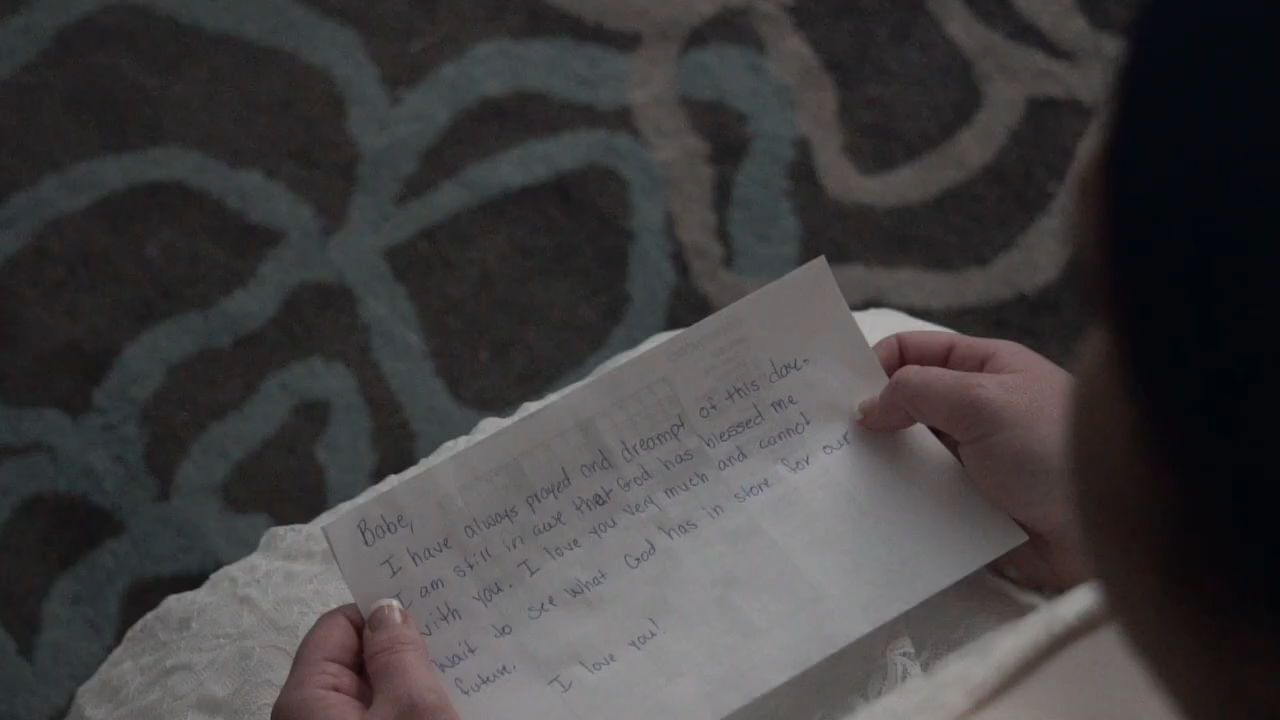 Babe,
I have always prayed and dreampt of this day.
I am still in awe that God has blessed me
with you. I love you very much and cannot
wait to see what God has in store for our
future.
I love you!